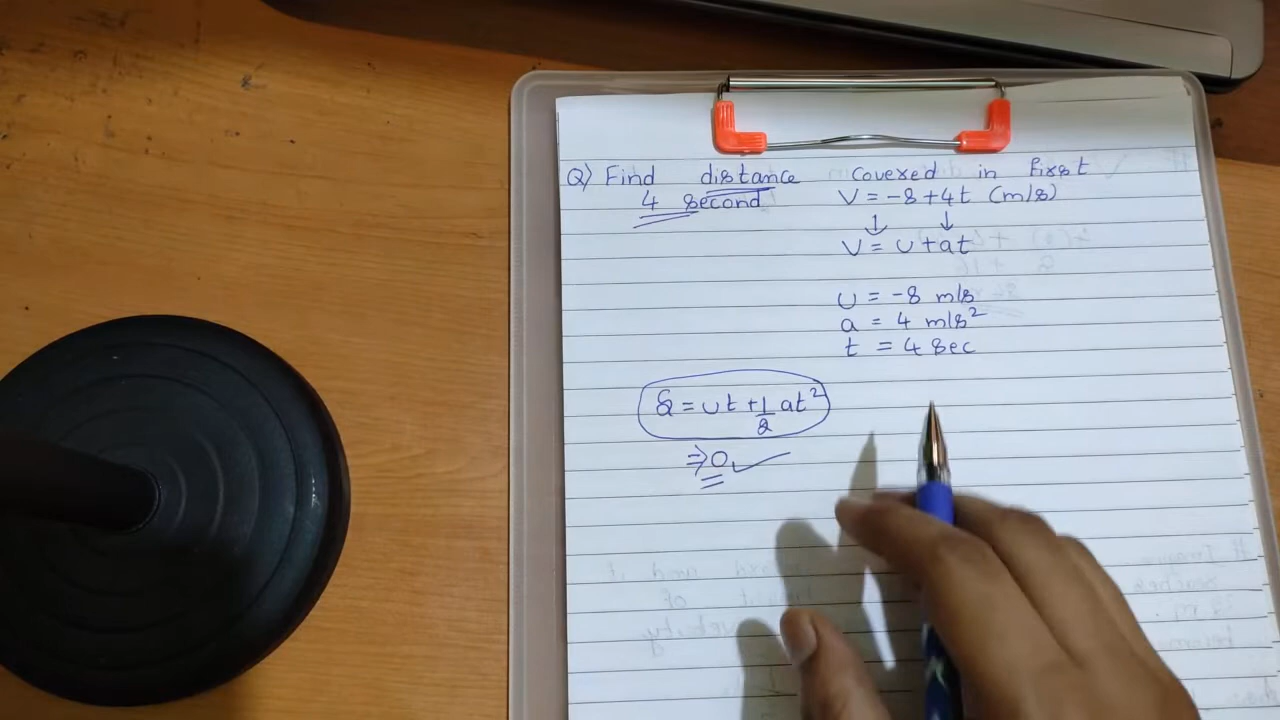 Q) Find distance covered in first
4 second V = -8+4t (m/s)
↓ ↓
V = u+at
u = -8 m/s
a = 4 m/s²
t = 4 sec
S = ut + 1/2 at²
⇒ 0 ✓